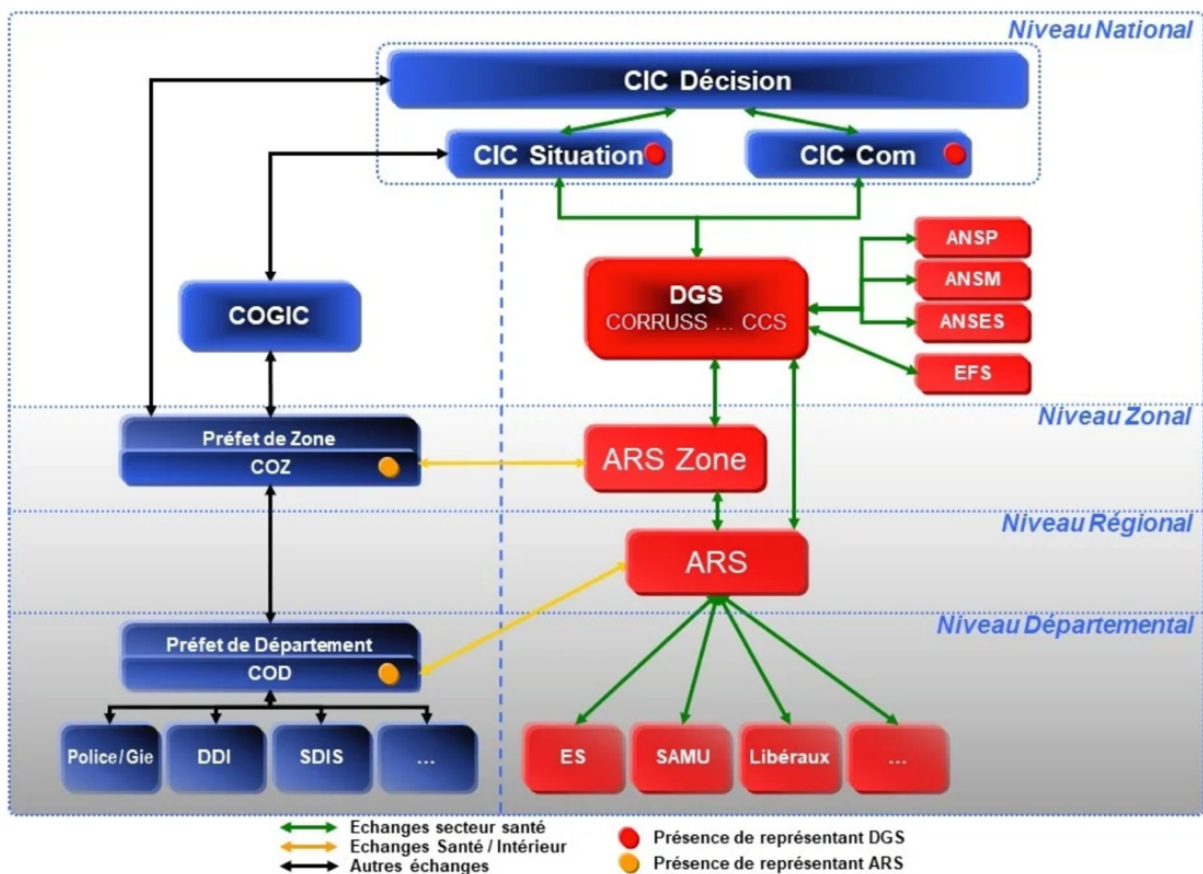 Niveau National
CIC Décision
CIC Situation
CIC Com
ANSP
DGS
CORRUSS ... CCS
ANSM
COGIC
ANSES
EFS
Niveau Zonal
Préfet de Zone
COZ
ARS Zone
Niveau Régional
ARS
Niveau Départemental
Préfet de Département
COD
Police/Gie
DDI
SDIS
...
ES
SAMU
Libéraux
...
Echanges secteur santé
Echanges Santé / Intérieur
Autres échanges
Présence de représentant DGS
Présence de représentant ARS